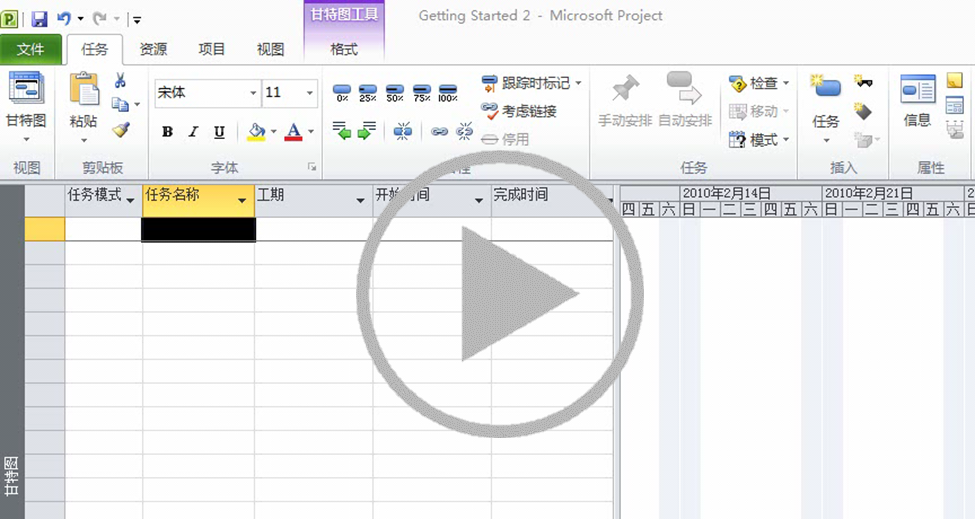 甘特图工具
Getting Started 2 - Microsoft Project
文件 任务 资源 项目 视图 格式
宋体 11
0% 25% 50% 75% 100%
跟踪时标记
考虑链接
停用
甘特图 粘贴
B I U A
手动安排 自动安排
检查
移动
模式
任务 信息
视图 剪贴板 字体 任务 插入 属性
任务模式 任务名称 工期 开始时间 完成时间
2010年2月14日 2010年2月21日 2
四 五 六 日 一 二 三 四 五 六 日 一 二 三 四 五 六 日
甘特图